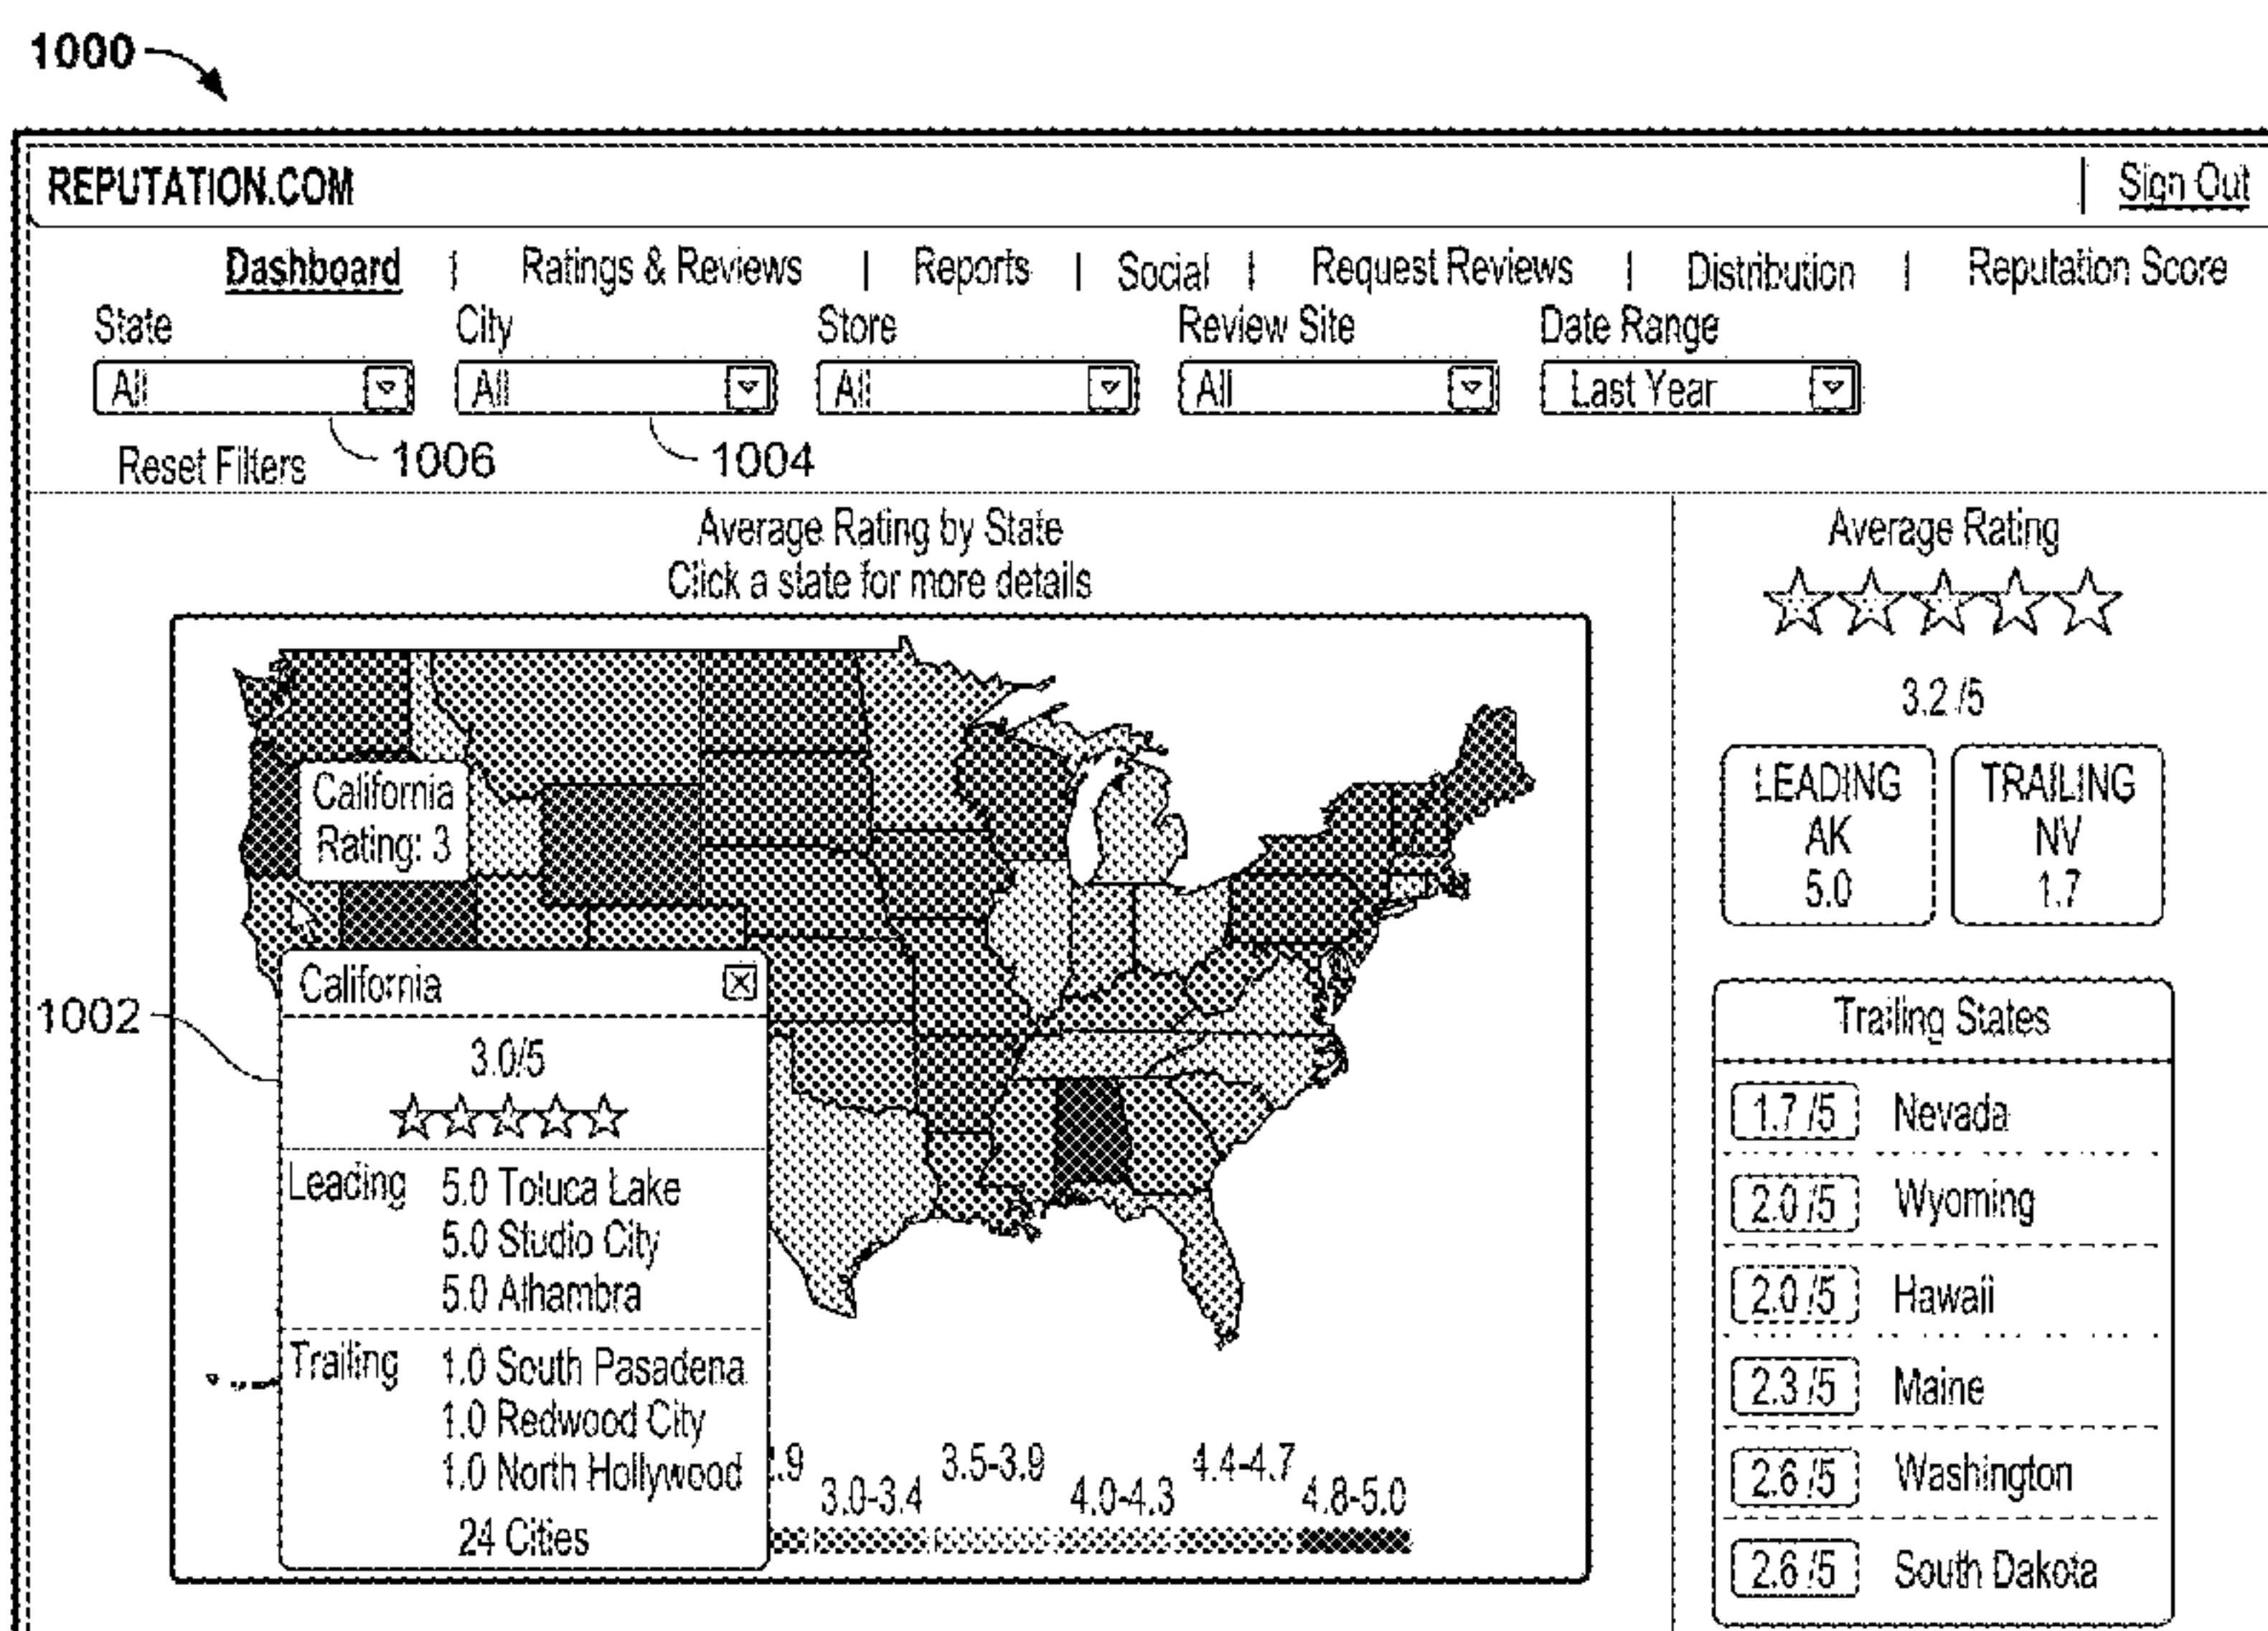 1000
REPUTATION.COM | Sign Out
Dashboard | Ratings & Reviews | Reports | Social | Request Reviews | Distribution | Reputation Score
State City Store Review Site Date Range
All All All All Last Year
Reset Filters 1006 1004
Average Rating by State
Click a state for more details
California
Rating: 3
1002
California
3.0/5
Leading 5.0 Toluca Lake
5.0 Studio City
5.0 Alhambra
Trailing 1.0 South Pasadena
1.0 Redwood City
1.0 North Hollywood
24 Cities
.9 3.0-3.4 3.5-3.9 4.0-4.3 4.4-4.7 4.8-5.0
Average Rating
3.2 /5
LEADING
AK
5.0
TRAILING
NV
1.7
Trailing States
1.7 /5 Nevada
2.0 /5 Wyoming
2.0 /5 Hawaii
2.3 /5 Maine
2.6 /5 Washington
2.6 /5 South Dakota